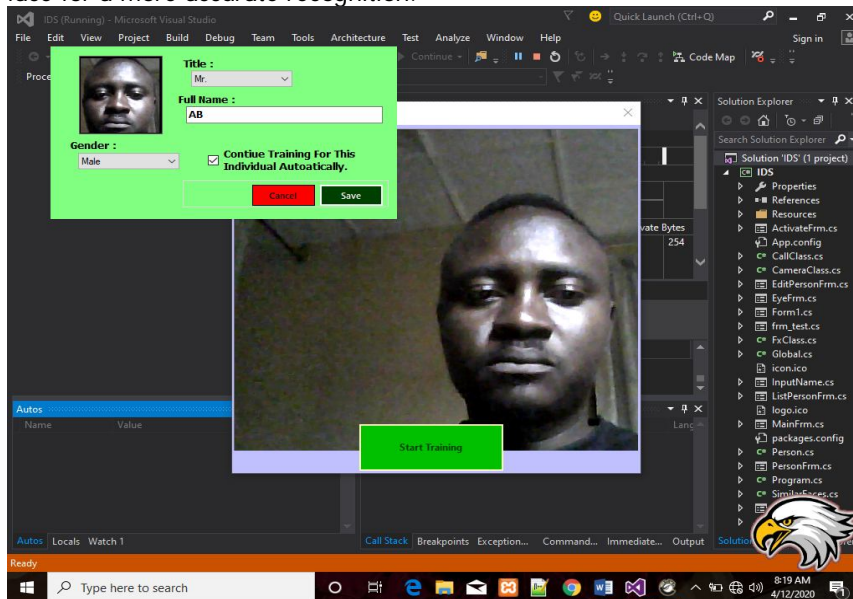 IDS (Running) - Microsoft Visual Studio
Quick Launch (Ctrl+Q)
File Edit View Project Build Debug Team Tools Architecture Test Analyze Window Help
Sign in
Continue
Code Map
Title :
Mr.
Full Name :
AB
Gender :
Male
Contiue Training For This
Individual Autoatically.
Cancel
Save
Bytes
254
Start Training
Solution Explorer
Search Solution Explorer
Solution 'IDS' (1 project)
IDS
Properties
References
Resources
ActivateFrm.cs
App.config
CallClass.cs
CameraClass.cs
EditPersonFrm.cs
EyeFrm.cs
Form1.cs
frm_test.cs
FxClass.cs
Global.cs
icon.ico
InputName.cs
ListPersonFrm.cs
logo.ico
MainFrm.cs
packages.config
Person.cs
PersonFrm.cs
Program.cs
SimilarFaces.cs
Autos
Name Value
Autos Locals Watch 1
Call Stack Breakpoints Exception... Command... Immediate... Output
Ready
Type here to search
8:19 AM
4/12/2020